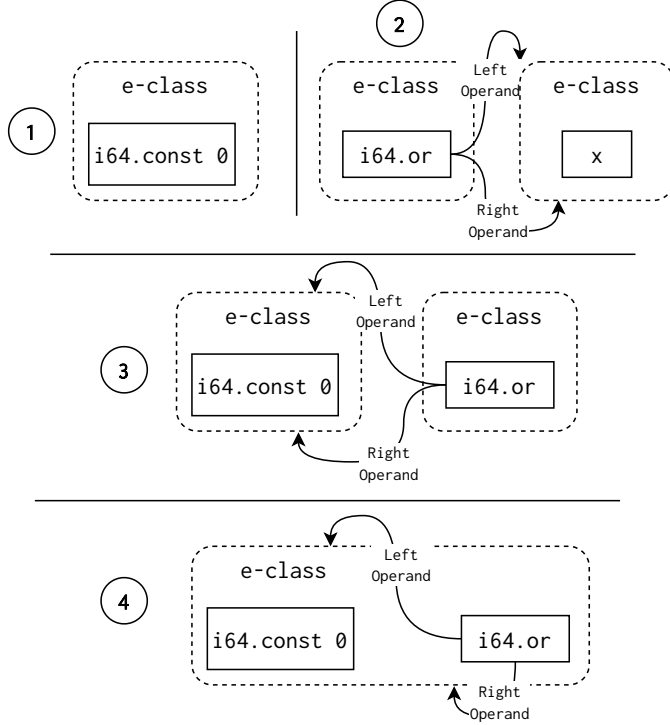 1
e-class
i64.const 0
2
e-class
i64.or
Left
Operand
Right
Operand
e-class
x
3
e-class
i64.const 0
Left
Operand
Right
Operand
e-class
i64.or
4
e-class
i64.const 0
Left
Operand
i64.or
Right
Operand